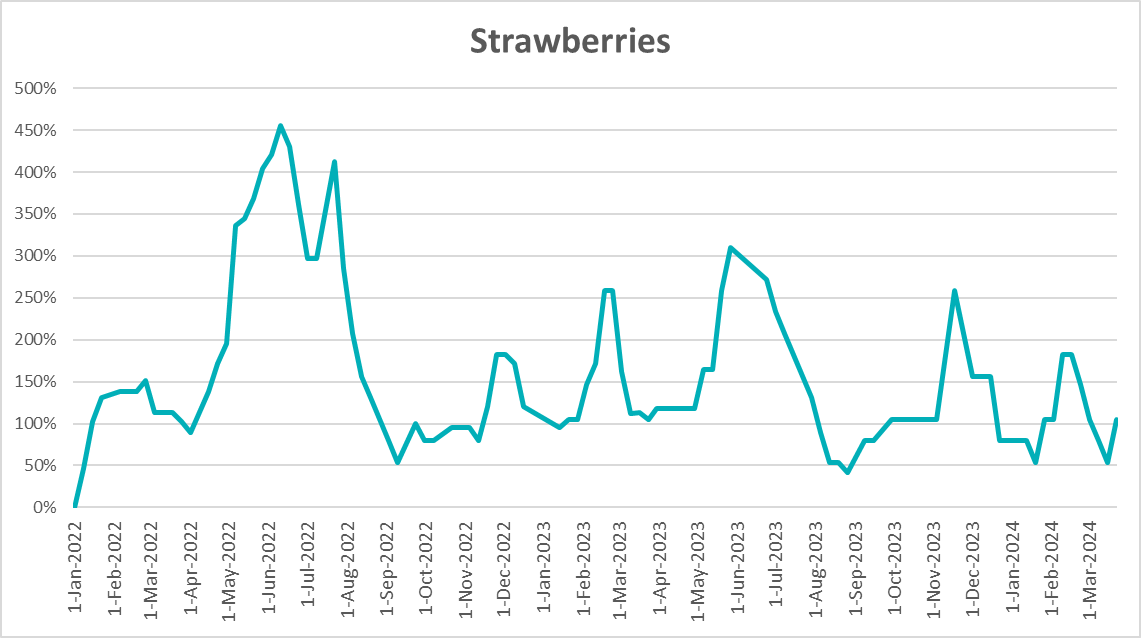 Strawberries
500%
450%
400%
350%
300%
250%
200%
150%
100%
50%
0%
1-Jan-2022
1-Feb-2022
1-Mar-2022
1-Apr-2022
1-May-2022
1-Jun-2022
1-Jul-2022
1-Aug-2022
1-Sep-2022
1-Oct-2022
1-Nov-2022
1-Dec-2022
1-Jan-2023
1-Feb-2023
1-Mar-2023
1-Apr-2023
1-May-2023
1-Jun-2023
1-Jul-2023
1-Aug-2023
1-Sep-2023
1-Oct-2023
1-Nov-2023
1-Dec-2023
1-Jan-2024
1-Feb-2024
1-Mar-2024